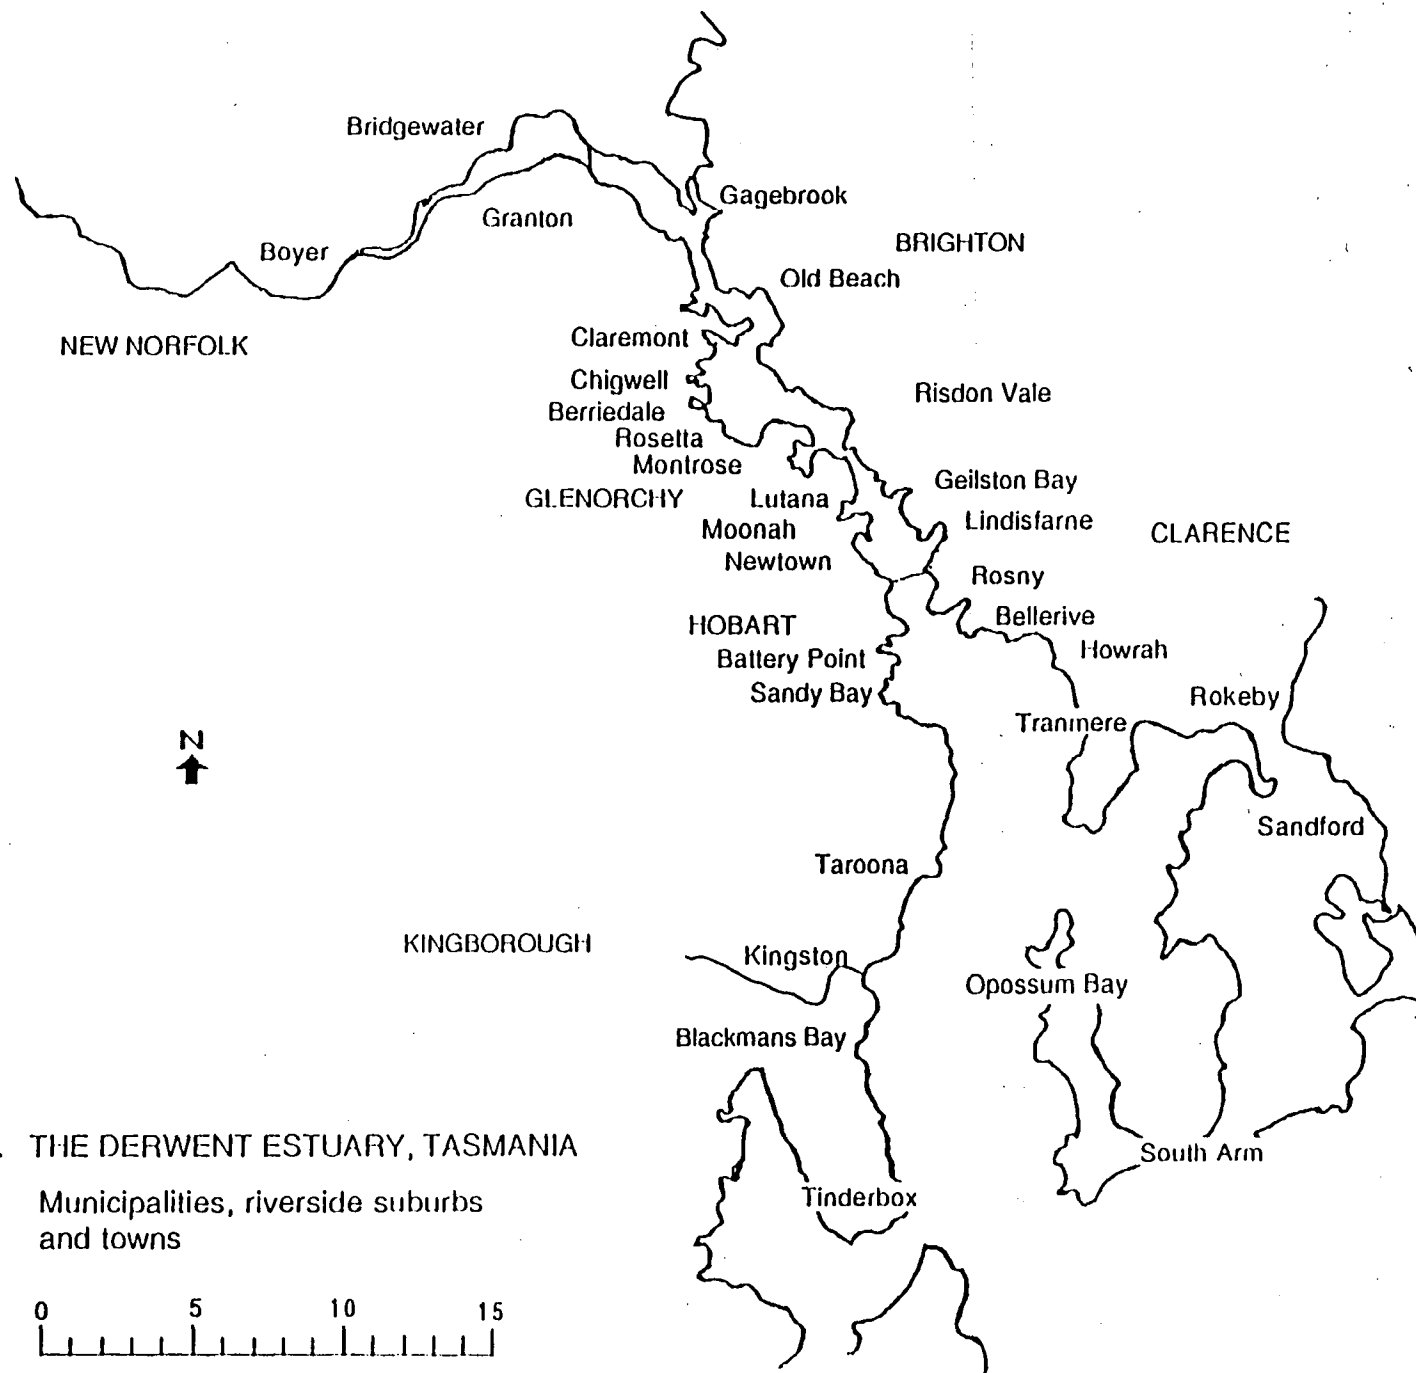 Bridgewater
Gagebrook
Granton
BRIGHTON
Boyer
Old Beach
Claremont
NEW NORFOLK
Chigwell
Risdon Vale
Berriedale
Rosetta
Montrose
Geilston Bay
GLENORCHY
Lutana
Lindisfarne
Moonah
CLARENCE
Newtown
Rosny
Bellerive
HOBART
Howrah
Battery Point
Sandy Bay
Rokeby
Tranmere
N
Sandford
Taroona
KINGBOROUGH
Kingston
Opossum Bay
Blackmans Bay
THE DERWENT ESTUARY, TASMANIA
South Arm
Municipalities, riverside suburbs
and towns
Tinderbox
0 5 10 15